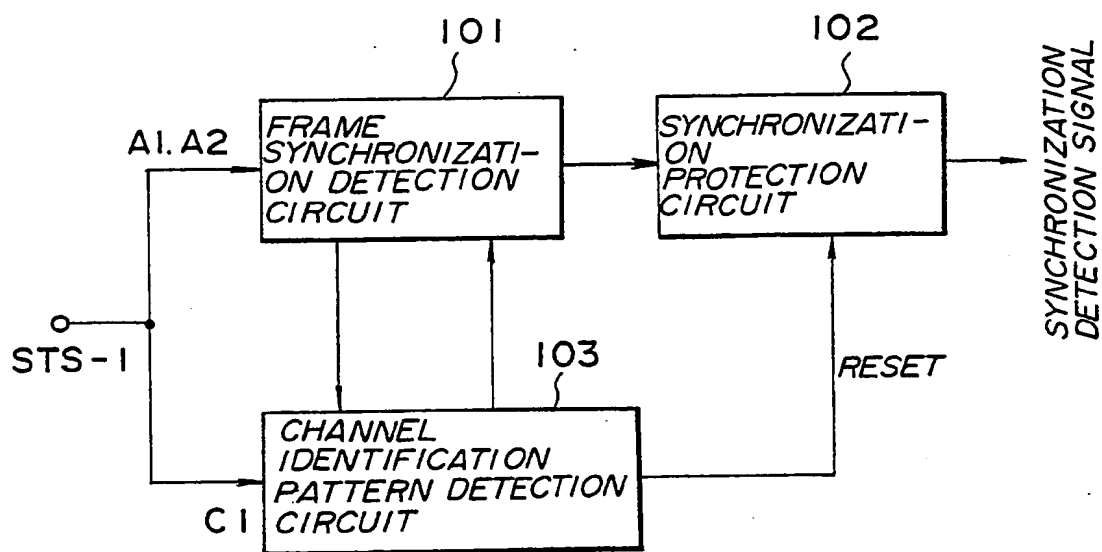 101
102
A1. A2
FRAME
SYNCHRONIZATI-
ON DETECTION
CIRCUIT
SYNCHRONIZATI-
ON
PROTECTION
CIRCUIT
SYNCHRONIZATION
DETECTION SIGNAL
STS-1
103
RESET
CHANNEL
IDENTIFICATION
PATTERN DETECTION
CIRCUIT
C1